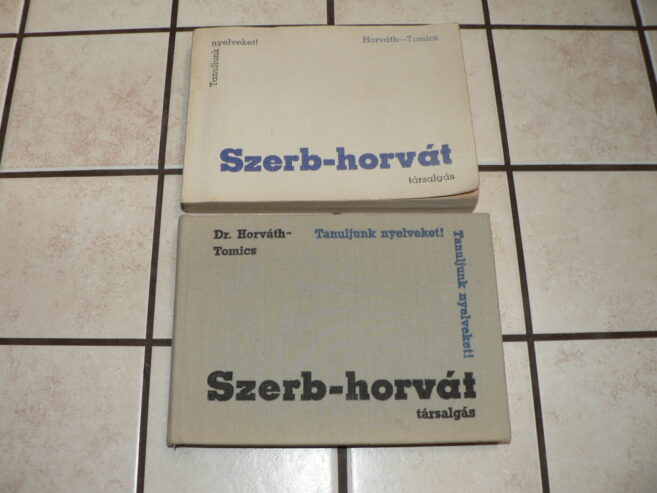 Tanuljunk nyelveket!
Horváth—Tomics
Szerb-horvát
társalgás
Dr. Horváth-
Tomics
Tanuljunk nyelveket!
Tanuljunk nyelveket!
Szerb-horvát
társalgás